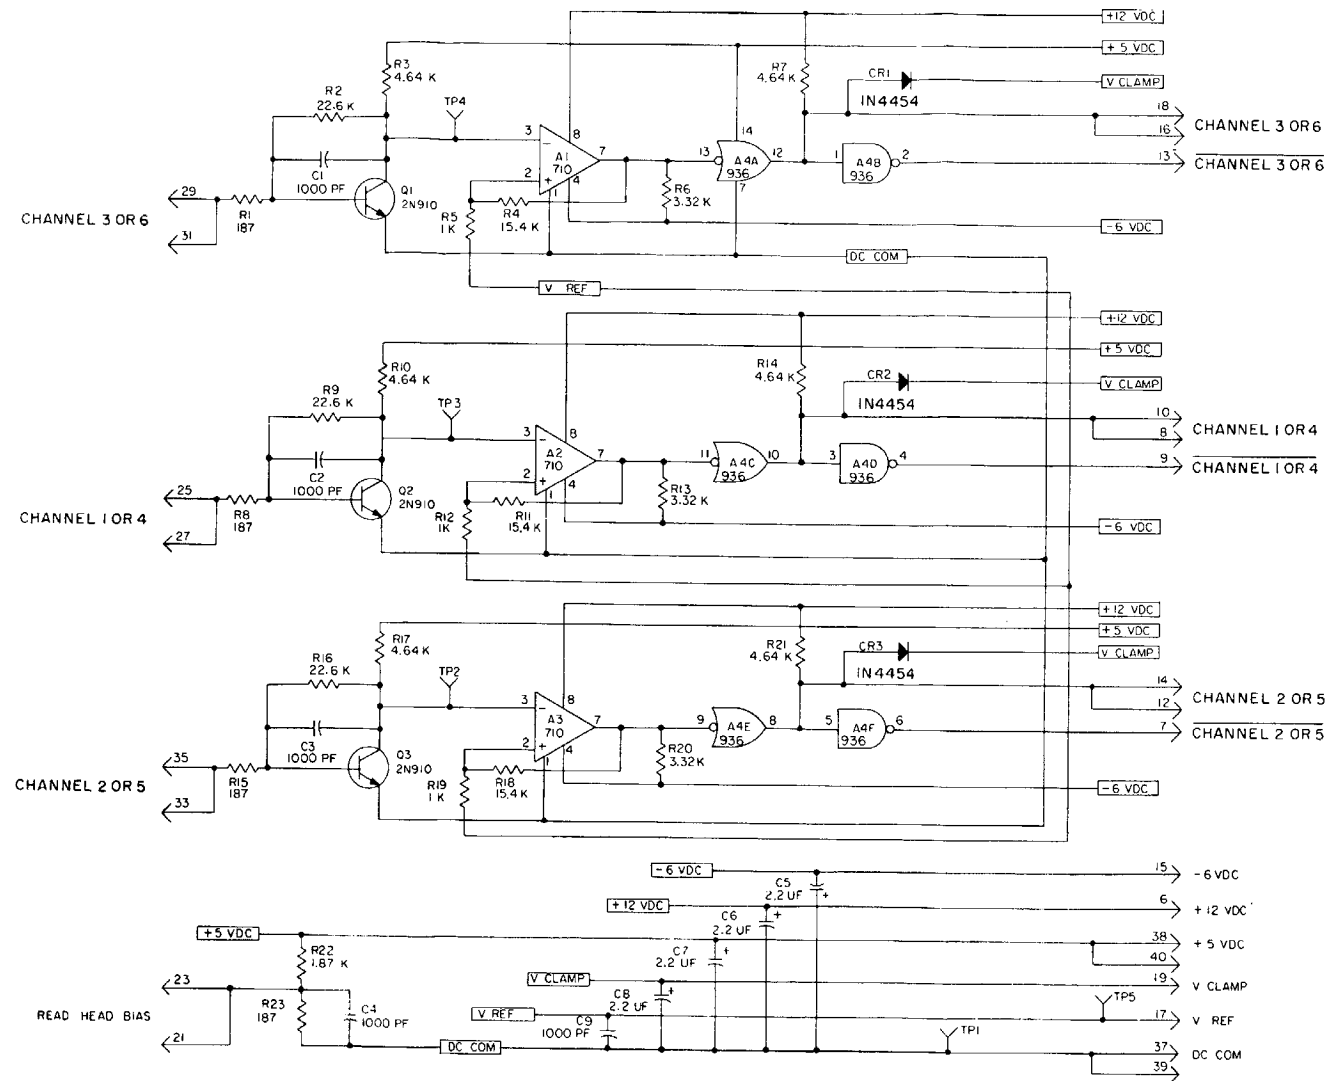 +12 VDC
+5 VDC
R3
4.64 K
R7
4.64K
CR1
IN4454
V CLAMP
R2
22.6 K
TP4
18
16
CHANNEL 3 OR 6
C1
1000 PF
3
8
A1
710
7
2
1
4
13
14
A4A
936
12
7
1
A4B
936
2
13
CHANNEL 3 OR 6
29
R1
187
Q1
2N910
CHANNEL 3 OR 6
31
R5
1K
R4
15.4 K
R6
3.32 K
-6 VDC
DC COM
V REF
+12 VDC
+5 VDC
R10
4.64 K
R14
4.64 K
CR2
IN4454
V CLAMP
R9
22.6 K
TP3
10
8
CHANNEL 1 OR 4
C2
1000 PF
3
8
A2
710
7
2
1
4
11
A4C
936
10
3
A4D
936
4
9
CHANNEL 1 OR 4
25
R8
187
Q2
2N910
CHANNEL 1 OR 4
27
R12
1K
R11
15.4 K
R13
3.32K
-6 VDC
+12 VDC
+5 VDC
R17
4.64 K
R21
4.64 K
CR3
IN4454
V CLAMP
R16
22.6 K
TP2
14
12
CHANNEL 2 OR 5
C3
1000 PF
3
8
A3
710
7
2
1
4
9
A4E
936
8
5
A4F
936
6
7
CHANNEL 2 OR 5
35
R15
187
Q3
2N910
CHANNEL 2 OR 5
33
R19
1K
R18
15.4 K
R20
3.32K
-6 VDC
-6 VDC
C5
2.2 UF
+
15
-6 VDC
+12 VDC
C6
2.2 UF
+
6
+12 VDC
+5 VDC
R22
1.87 K
C7
2.2 UF
+
38
40
+5 VDC
23
V CLAMP
C8
2.2 UF
+
19
V CLAMP
READ HEAD BIAS
R23
187
C4
1000 PF
V REF
C9
1000 PF
TP5
17
V REF
21
DC COM
TP1
37
39
DC COM